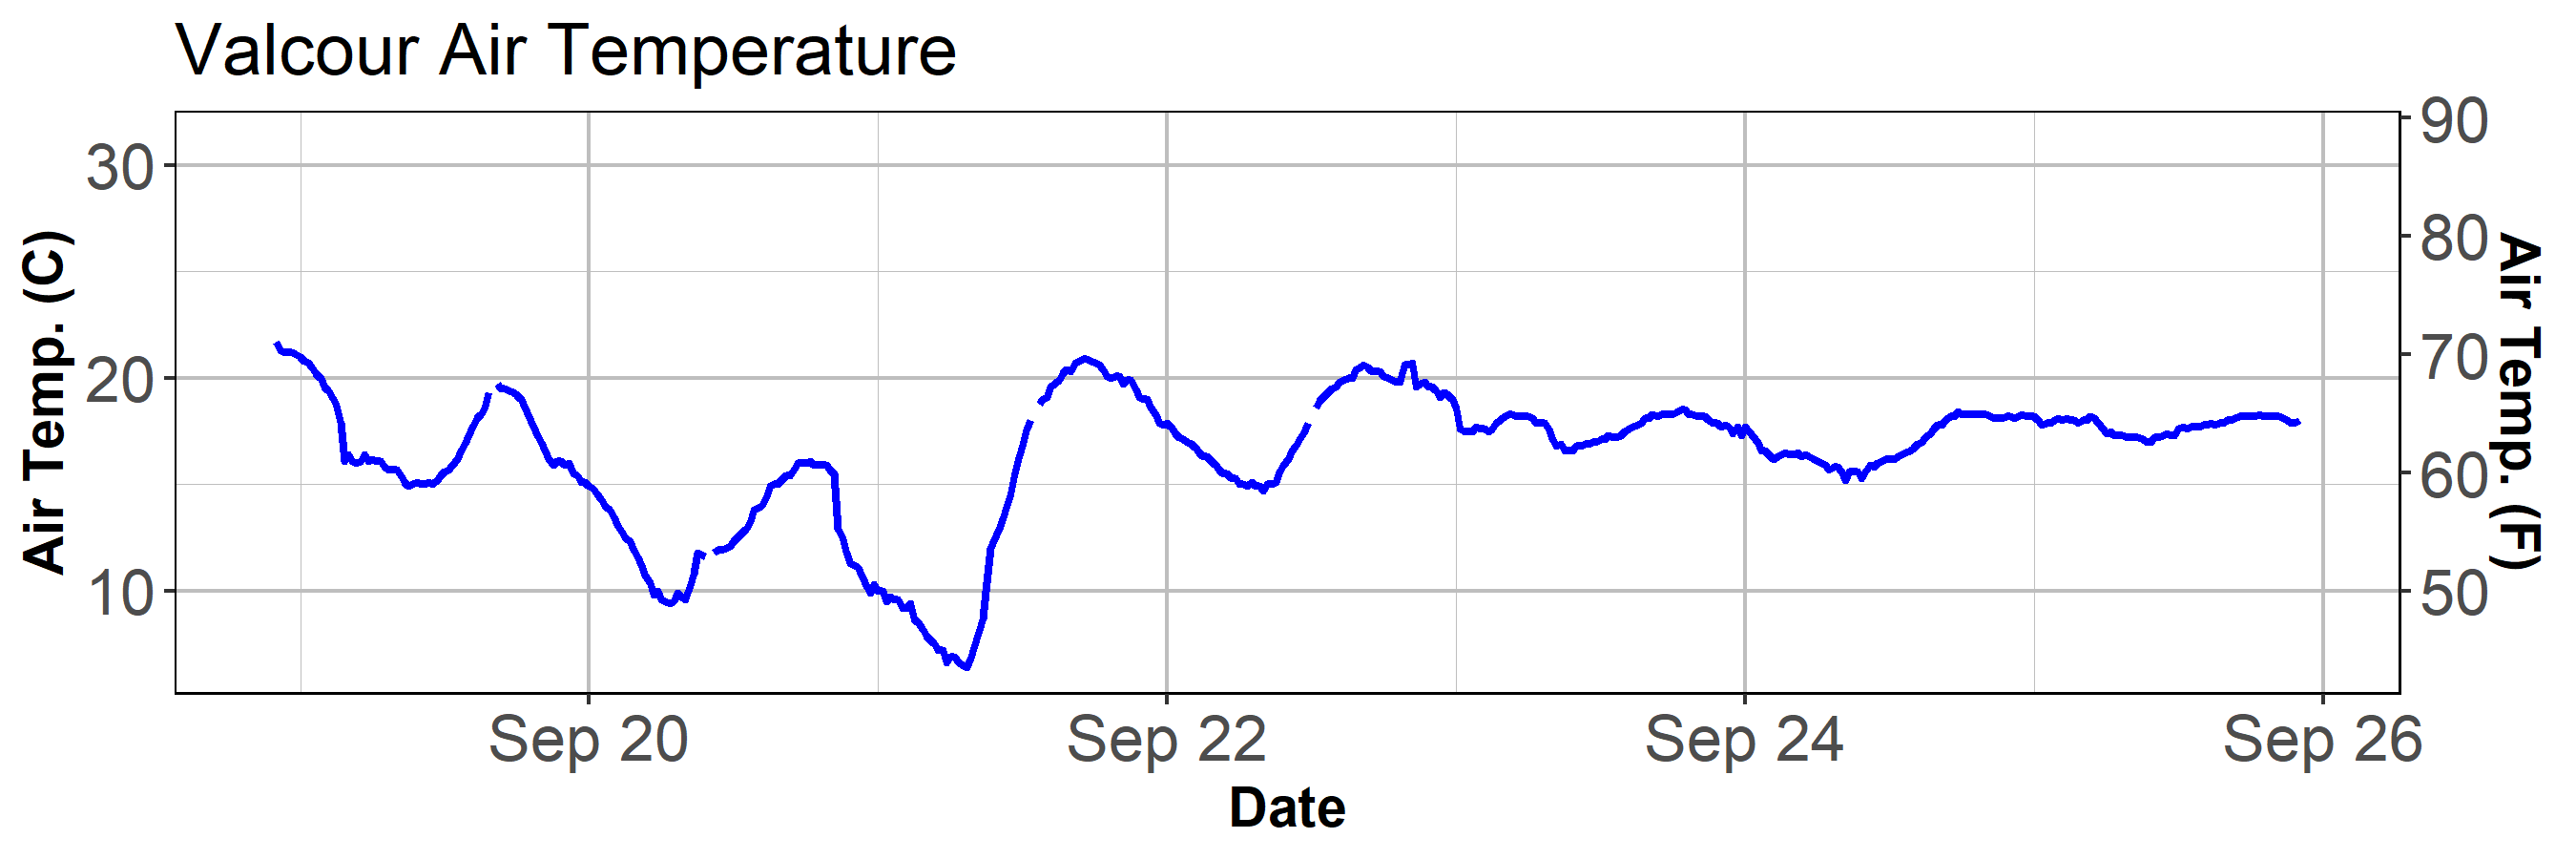 Valcour Air Temperature
Air Temp. (C)
30
20
10
90
80
70
60
50
Air Temp. (F)
Sep 20 Sep 22 Sep 24 Sep 26
Date